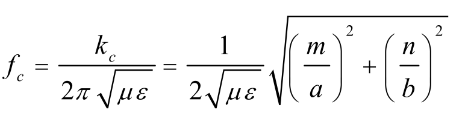 f_c = k_c / (2π√(με)) = 1 / (2√(με)) √((m/a)² + (n/b)²)